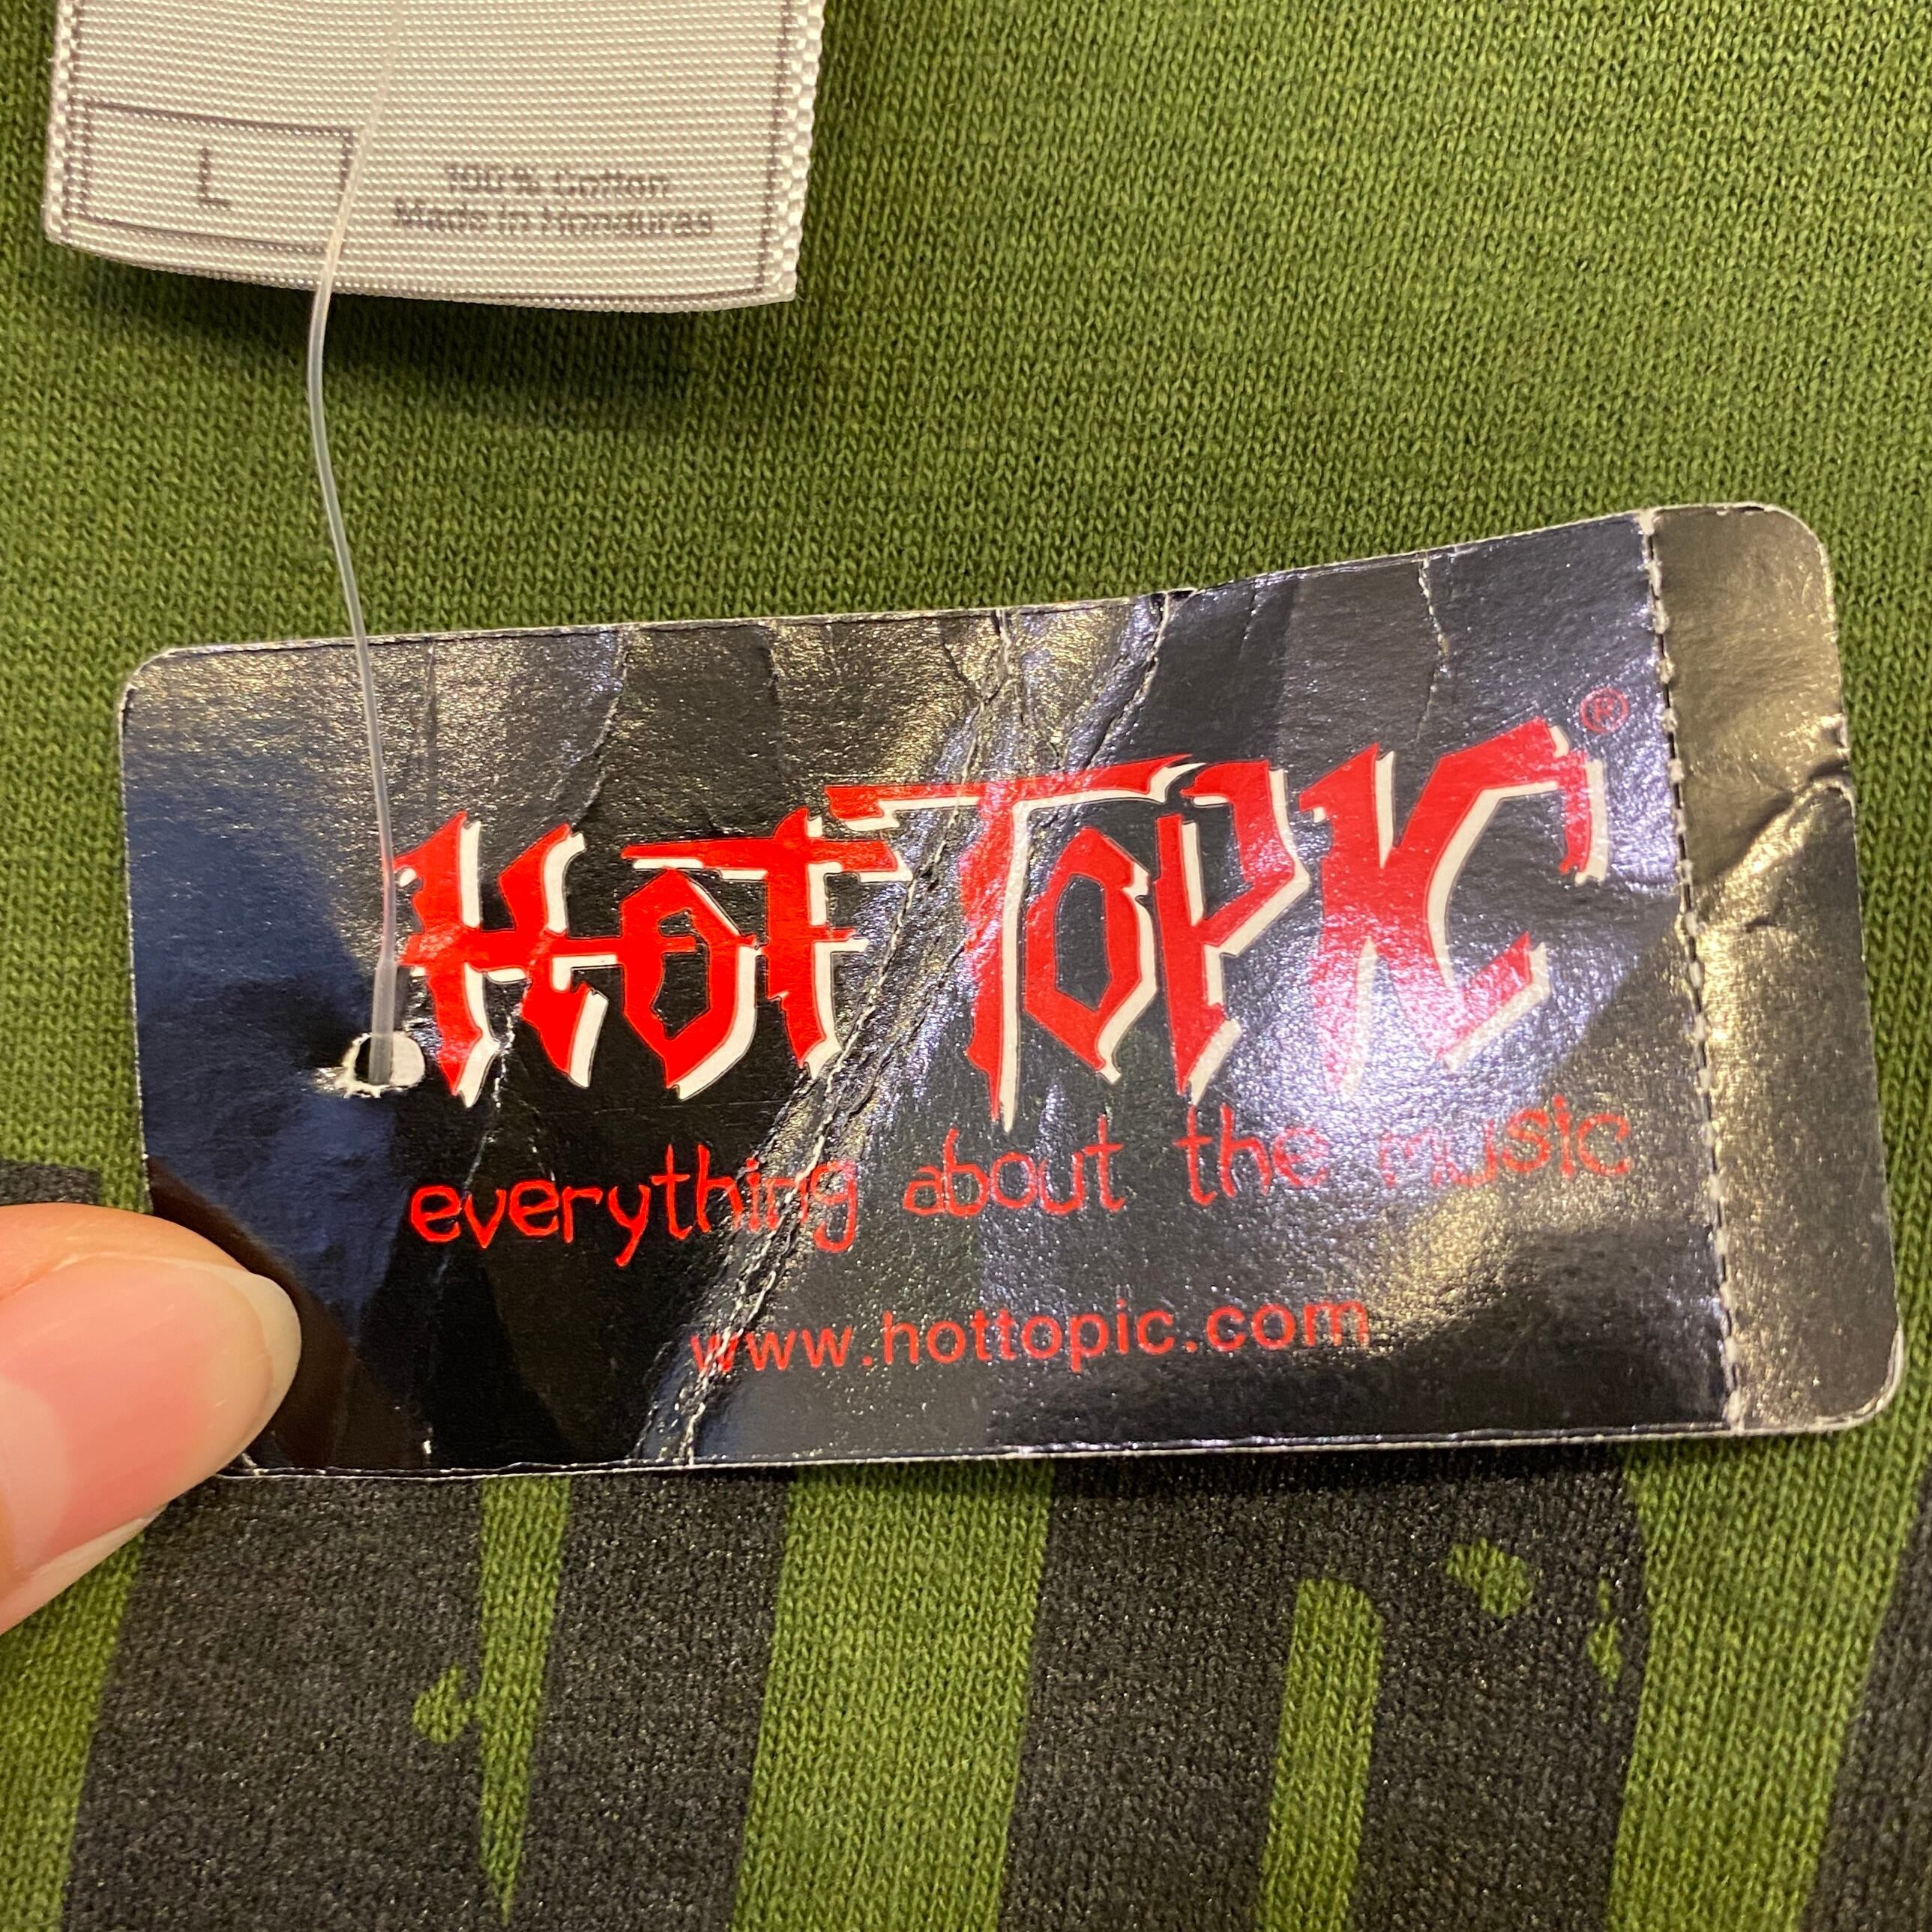 L
100% Cotton
Made in Honduras
HOT TOPIC®
everything about the music
www.hottopic.com